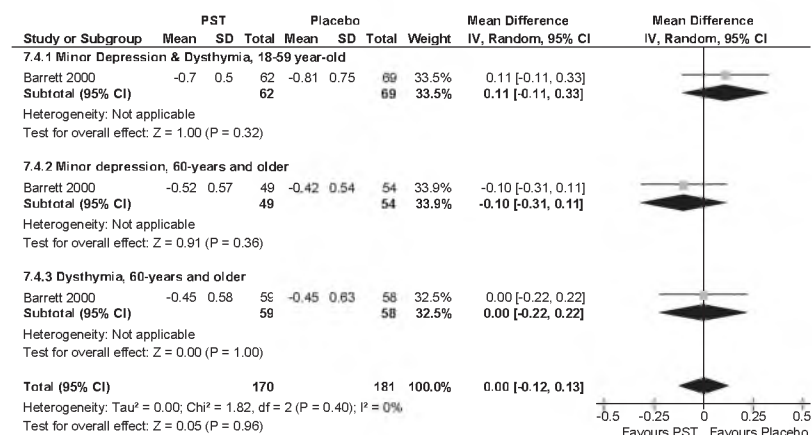 PST Placebo Mean Difference Mean Difference
Study or Subgroup Mean SD Total Mean SD Total Weight IV, Random, 95% CI IV, Random, 95% CI
7.4.1 Minor Depression & Dysthymia, 18-59 year-old
Barrett 2000 -0.7 0.5 62 -0.81 0.75 69 33.5% 0.11 [-0.11, 0.33]
Subtotal (95% CI) 62 69 33.5% 0.11 [-0.11, 0.33]
Heterogeneity: Not applicable
Test for overall effect: Z = 1.00 (P = 0.32)
7.4.2 Minor depression, 60-years and older
Barrett 2000 -0.52 0.57 49 -0.42 0.54 54 33.9% -0.10 [-0.31, 0.11]
Subtotal (95% CI) 49 54 33.9% -0.10 [-0.31, 0.11]
Heterogeneity: Not applicable
Test for overall effect: Z = 0.91 (P = 0.36)
7.4.3 Dysthymia, 60-years and older
Barrett 2000 -0.45 0.58 59 -0.45 0.63 58 32.5% 0.00 [-0.22, 0.22]
Subtotal (95% CI) 59 58 32.5% 0.00 [-0.22, 0.22]
Heterogeneity: Not applicable
Test for overall effect: Z = 0.00 (P = 1.00)
Total (95% CI) 170 181 100.0% 0.00 [-0.12, 0.13]
Heterogeneity: Tau² = 0.00; Chi² = 1.82, df = 2 (P = 0.40); I² = 0%
Test for overall effect: Z = 0.05 (P = 0.96)
-0.5 -0.25 0 0.25 0.5
Favours PST Favours Placebo